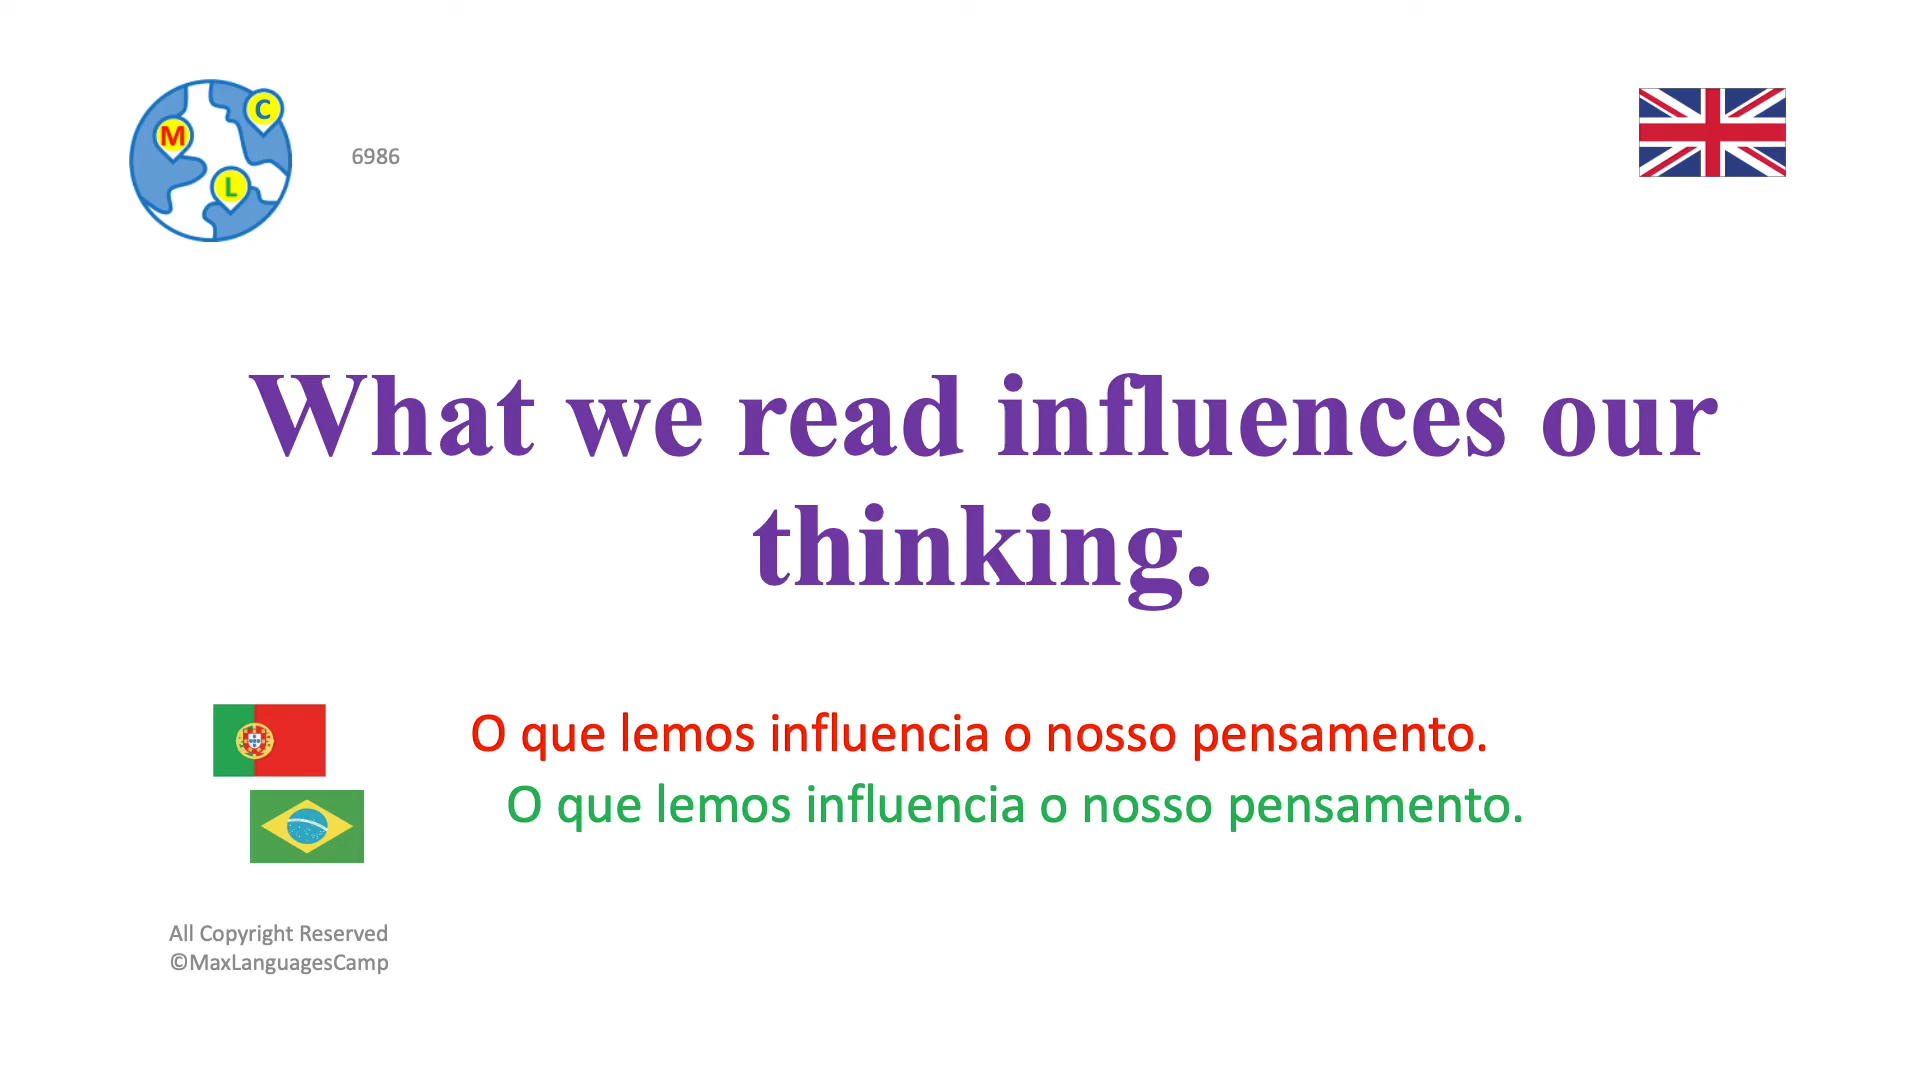 C
M
L
6986
What we read influences our
thinking.
O que lemos influencia o nosso pensamento.
O que lemos influencia o nosso pensamento.
All Copyright Reserved
©MaxLanguagesCamp